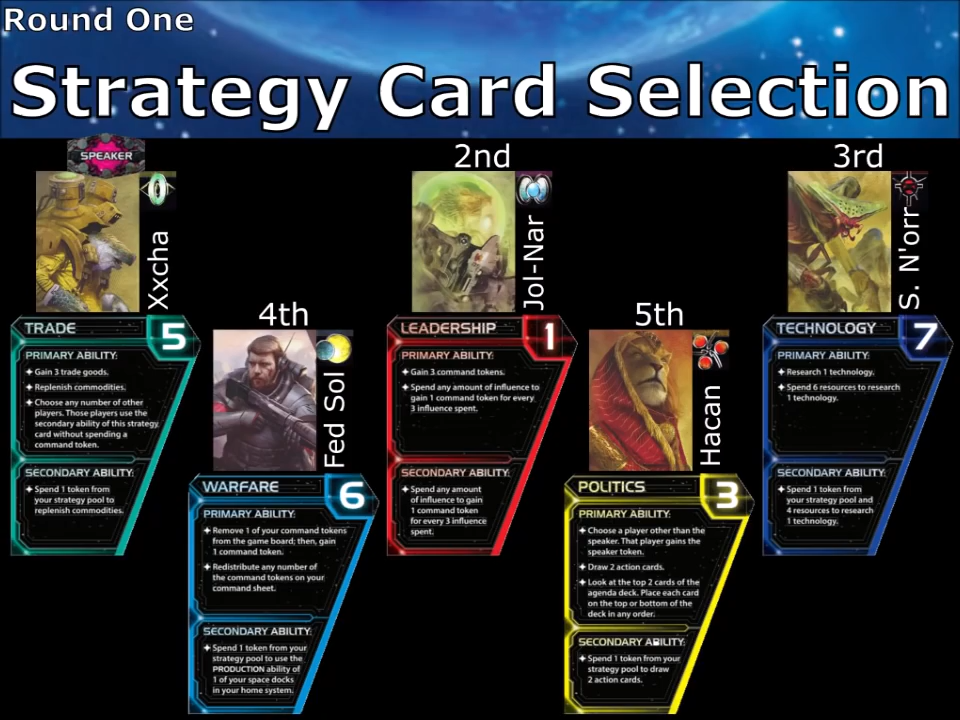 Round One
Strategy Card Selection
SPEAKER
Xxcha
TRADE
5
PRIMARY ABILITY:
Gain 3 trade goods.
Replenish commodities.
Choose any number of other
players. Those players use the
secondary ability of this strategy
card without spending a
command token.
SECONDARY ABILITY:
Spend 1 token from
your strategy pool to
replenish commodities.
4th
Fed Sol
WARFARE
6
PRIMARY ABILITY:
Remove 1 of your command tokens
from the game board; then, gain
1 command token.
Redistribute any number of
the command tokens on your
command sheet.
SECONDARY ABILITY:
Spend 1 token from your
strategy pool to use the
PRODUCTION ability of
1 of your space docks
in your home system.
2nd
Jol-Nar
LEADERSHIP
1
PRIMARY ABILITY:
Gain 3 command tokens.
Spend any amount of influence to
gain 1 command token for every
3 influence spent.
SECONDARY ABILITY:
Spend any amount
of influence to gain
1 command token
for every 3 influence
spent.
5th
Hacan
POLITICS
3
PRIMARY ABILITY:
Choose a player other than the
speaker. That player gains the
speaker token.
Draw 2 action cards.
Look at the top 2 cards of the
agenda deck. Place each card
on the top or bottom of the
deck in any order.
SECONDARY ABILITY:
Spend 1 token from your
strategy pool to draw
2 action cards.
3rd
S. N'orr
TECHNOLOGY
7
PRIMARY ABILITY:
Research 1 technology.
Spend 6 resources to research
1 technology.
SECONDARY ABILITY:
Spend 1 token from
your strategy pool and
4 resources to research
1 technology.